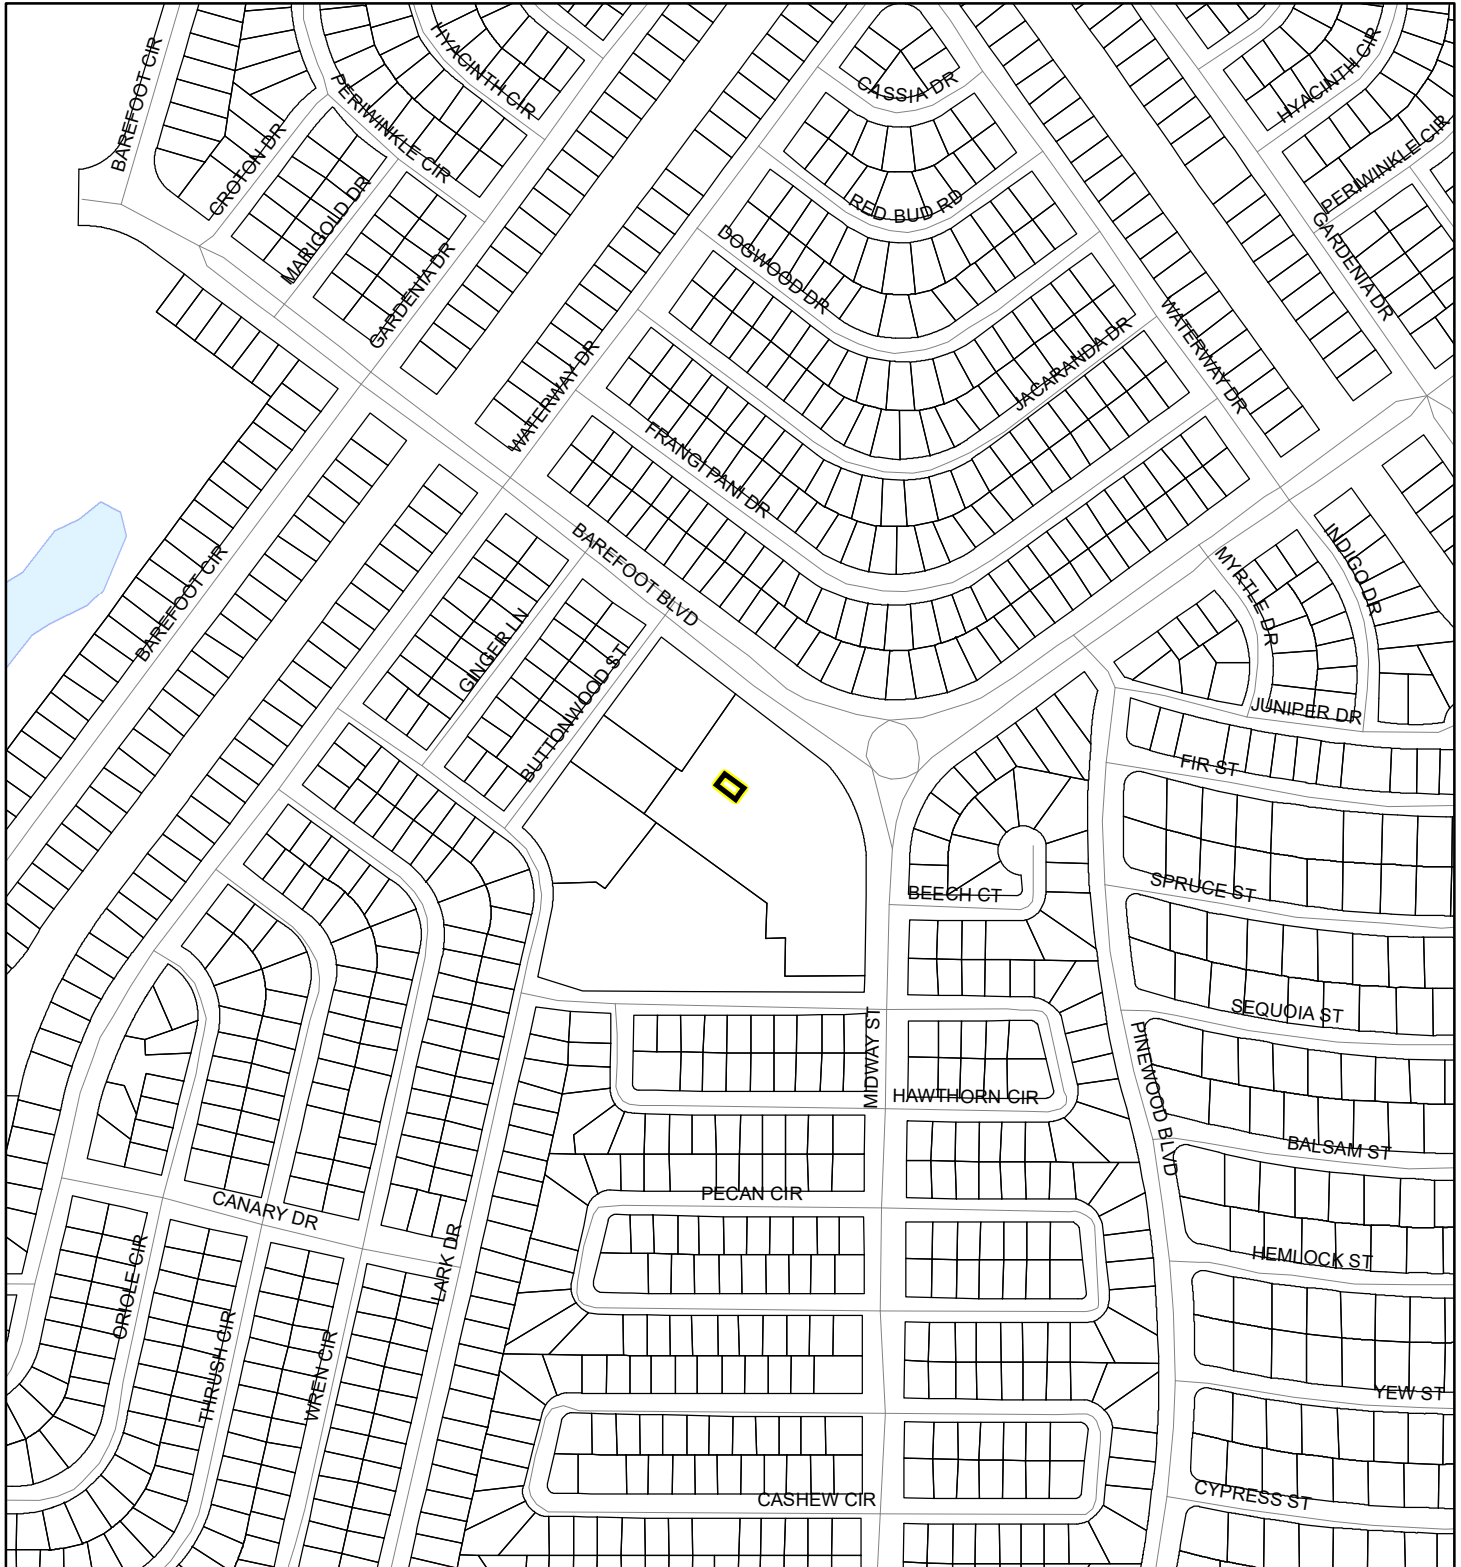 BAREFOOT CIR
HYACINTH CIR
HYACINTH CIR
CASSIA DR
PERIWINKLE CIR
PERIWINKLE CIR
CROTON DR
MARIGOLD DR
RED BUD RD
GARDENIA DR
GARDENIA DR
DOGWOOD DR
WATERWAY DR
WATERWAY DR
JACARANDA DR
FRANGI PANI DR
BAREFOOT BLVD
BAREFOOT CIR
GINGER LN
BUTTONWOOD ST
MYRTLE DR
INDIGO DR
JUNIPER DR
FIR ST
SPRUCE ST
BEECH CT
SEQUOIA ST
MIDWAY ST
PINEWOOD BLVD
HAWTHORN CIR
BALSAM ST
PECAN CIR
CANARY DR
HEMLOCK ST
LARK DR
ORIOLE CIR
THRUSH CIR
WREN CIR
YEW ST
CASHEW CIR
CYPRESS ST